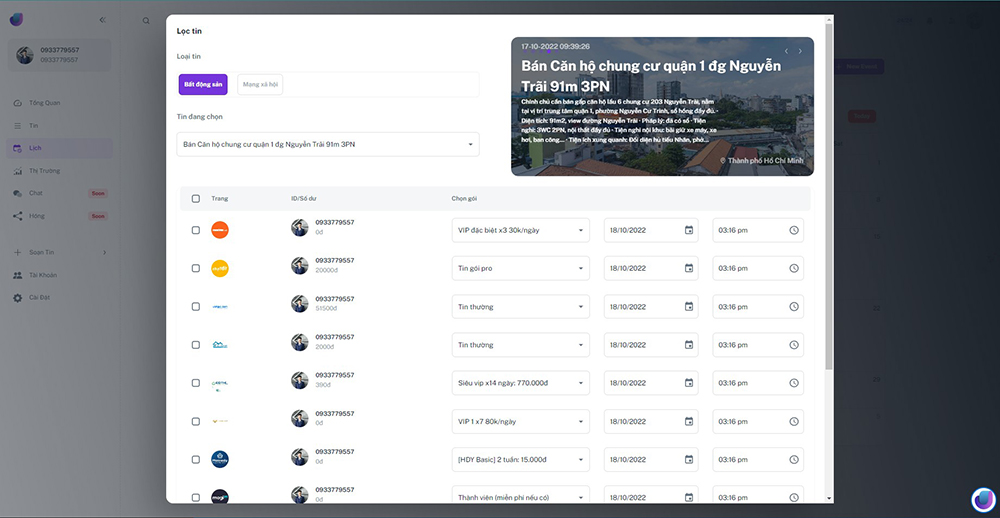 0933779557
0933779557
Tổng Quan
Tin
Lịch
Thị Trường
Chat
Soon
Hóng
Soon
Soạn Tin
Tài Khoản
Cài Đặt
Lọc tin
Loại tin
Bất động sản
Mạng xã hội
Tin đang chọn
Bán Căn hộ chung cư quận 1 đg Nguyễn Trãi 91m 3PN
17-10-2022 09:39:26
Bán Căn hộ chung cư quận 1 đg Nguyễn
Trãi 91m 3PN
Chính chủ cần bán gấp căn hộ lầu 6 chung cư 203 Nguyễn Trãi, nằm
tại vị trí trung tâm quận 1, phường Nguyễn Cư Trinh, sổ hồng đầy đủ.-
Diện tích: 91m2, view đường Nguyễn Trãi - Pháp lý: đã có sổ - Tiện
nghi: 3WC 2PN, nội thất đầy đủ - Tiện nghi nội khu: bãi giữ xe máy, xe
hơi, ban công... - Tiện ích xung quanh: Đối diện hủ tiếu Nhân, phở...
Thành phố Hồ Chí Minh
Trang ID/Số dư Chọn gói
0933779557
0đ
VIP đặc biệt x3 30k/ngày 18/10/2022 03:16 pm
0933779557
20000đ
Tin gói pro 18/10/2022 03:16 pm
0933779557
51500đ
Tin thường 18/10/2022 03:16 pm
0933779557
2000đ
Tin thường 18/10/2022 03:16 pm
0933779557
390đ
Siêu vip x14 ngày: 770.000đ 18/10/2022 03:16 pm
0933779557
0đ
VIP 1 x7 80k/ngày 18/10/2022 03:16 pm
0933779557
0đ
[HDY Basic] 2 tuần: 15.000đ 18/10/2022 03:16 pm
mogi
0933779557
0đ
Thành viên (miễn phí nếu có) 18/10/2022 03:16 pm